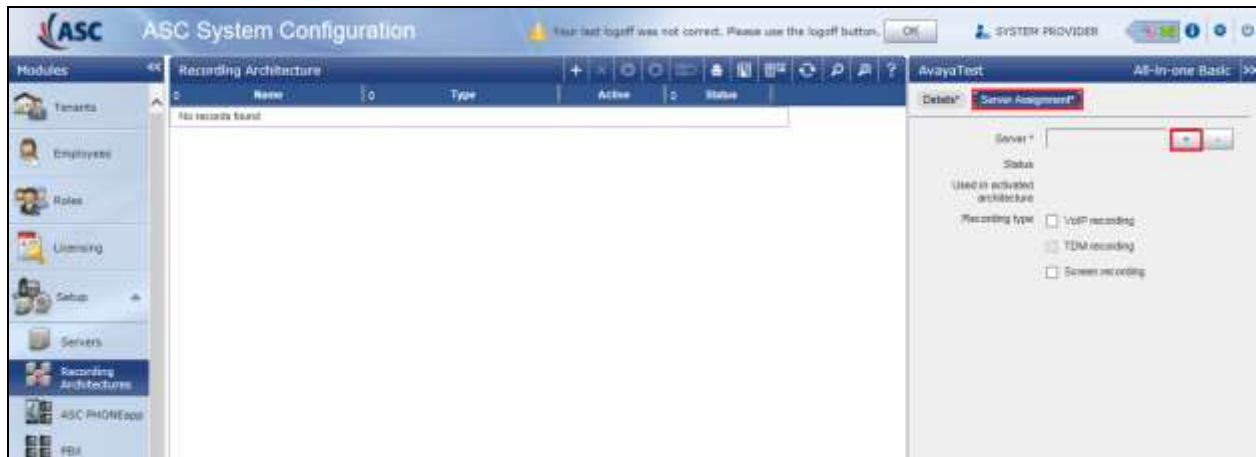 ASC ASC System Configuration Your last logoff was not correct. Please use the logoff button. OK SYSTEM PROVIDER
Modules Recording Architecture ? AvayaTest All-in-one Basic
Name Type Active Status
Details* Server Assignment*
No records found
Tenants
Server *
Employees
Status
Used in activated
architecture
Roles
Recording type VoIP recording
TDM recording
Licensing
Screen recording
Setup
Servers
Recording
Architectures
ASC PHONEapp
PBX